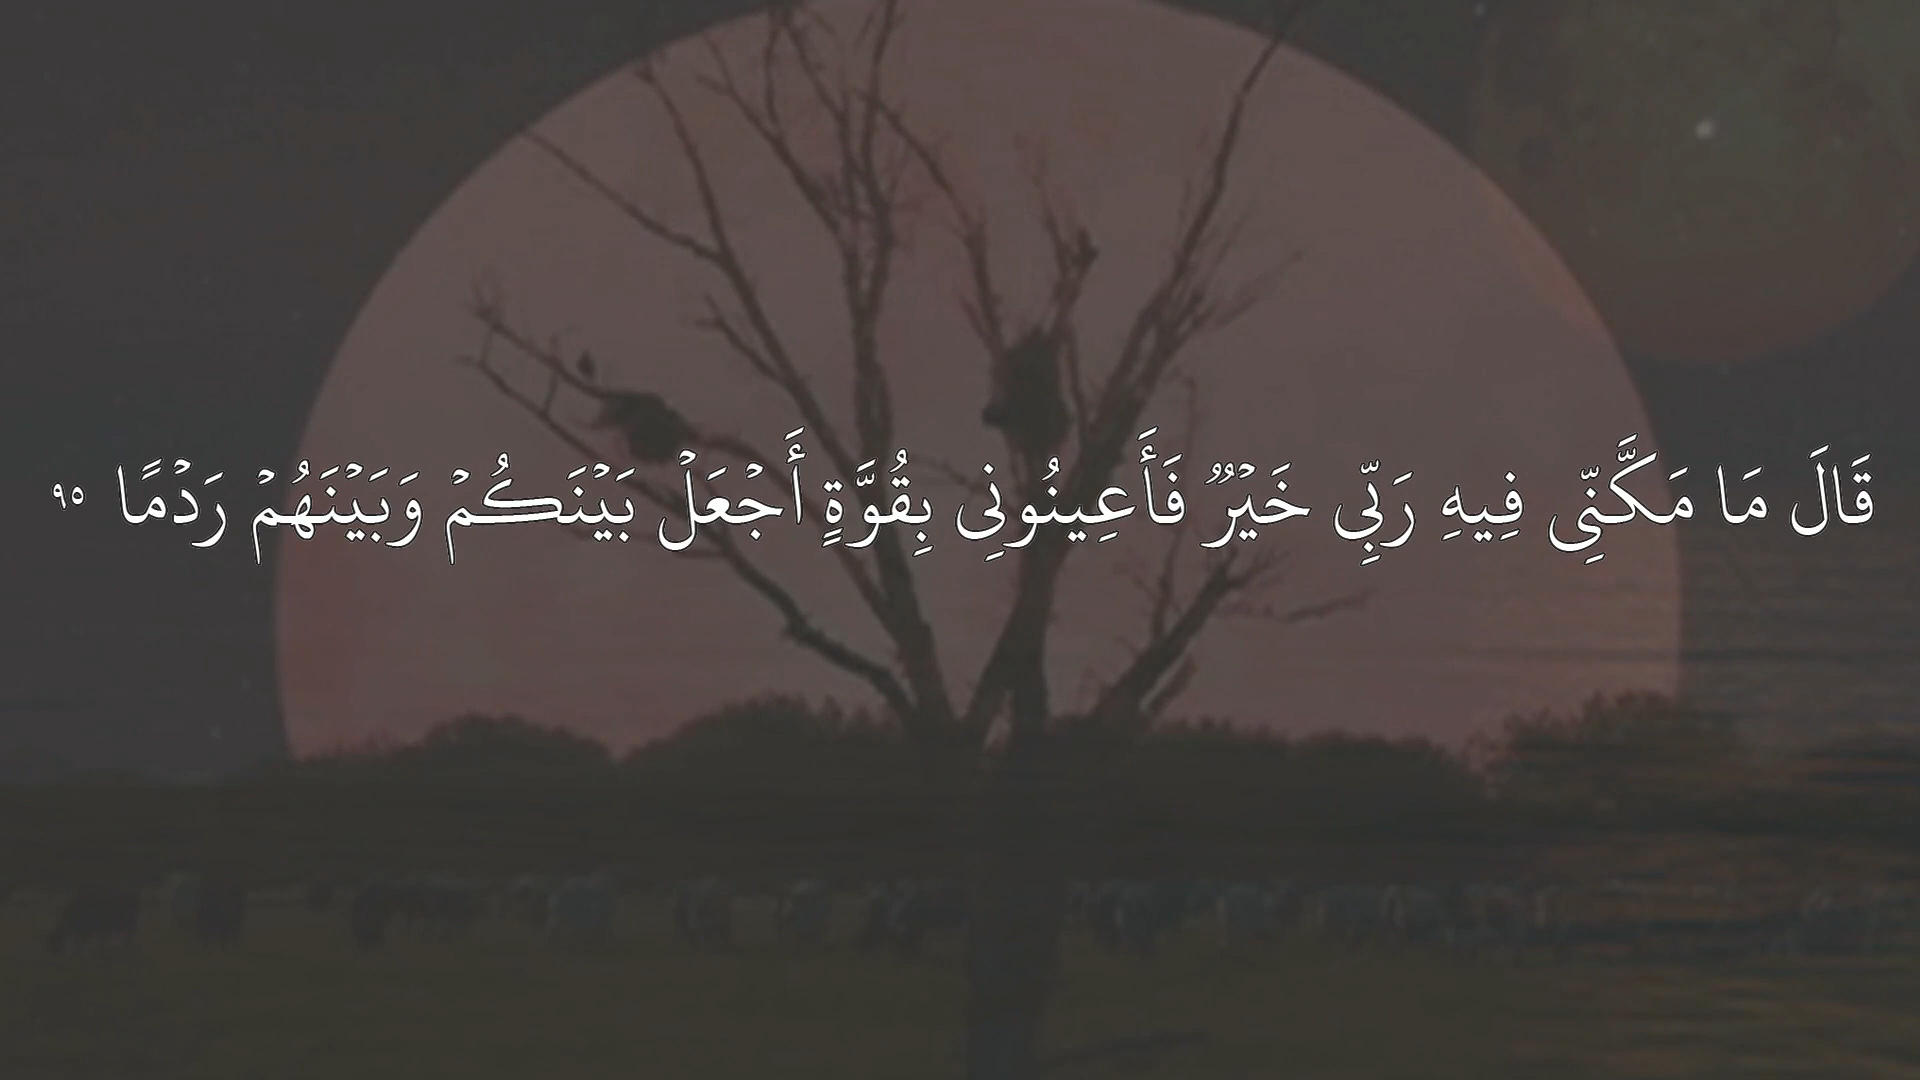 قَالَ مَا مَكَّنِّى فِيهِ رَبِّى خَيْرٌ فَأَعِينُونِى بِقُوَّةٍ أَجْعَلْ بَيْنَكُمْ وَبَيْنَهُمْ رَدْمًا ٩٥